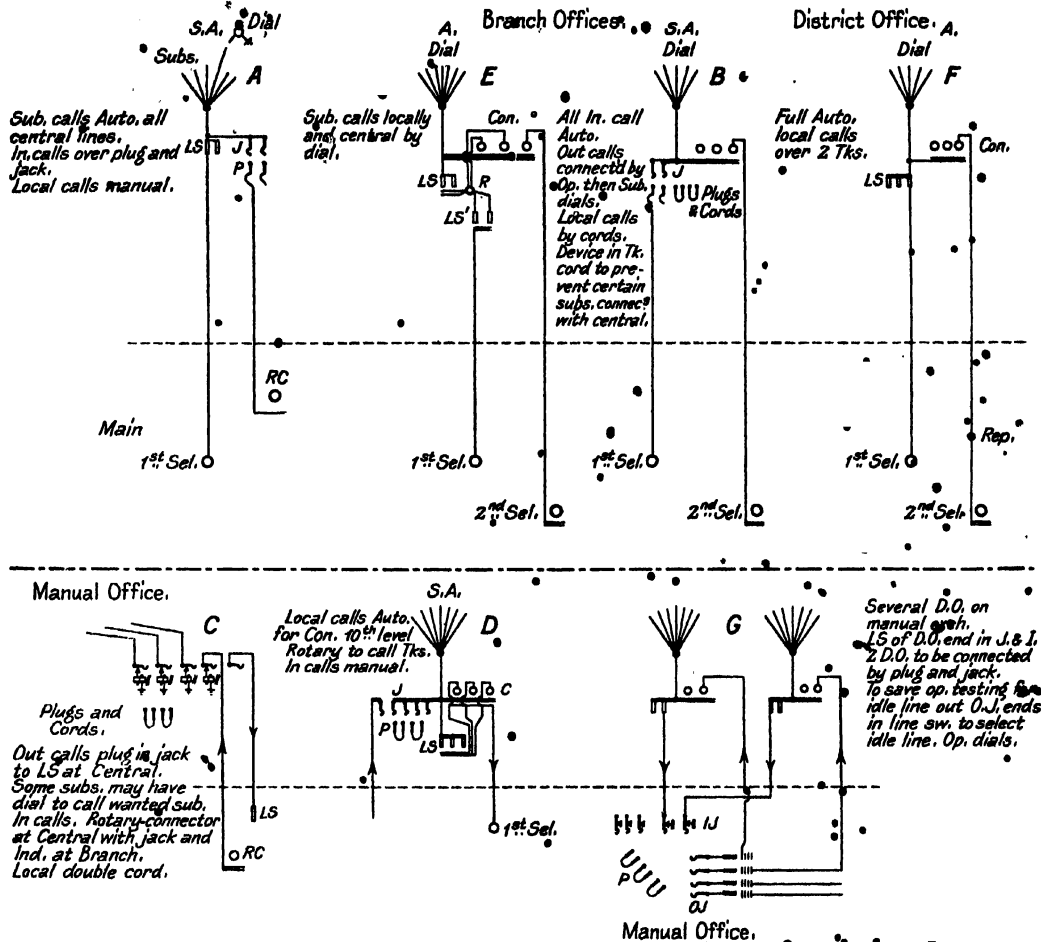 Branch Offices.
District Office.
S.A.
Dial
Subs.
A
Sub. calls Auto. all
central lines.
In. calls over plug and
jack.
Local calls manual.
LS
J
P
RC
Main
1st Sel.
A.
Dial
E
Sub. calls locally
and central by
dial.
Con.
LS
R
LS'
1st Sel.
2nd Sel.
S.A.
Dial
B
All In. call
Auto.
Out calls
connect'd by
Op. then Sub.
dials.
Local calls
by cords.
Device in Tk.
cord to pre-
vent certain
subs. connec?
with central.
J
Plugs
& Cords
1st Sel.
2nd Sel.
A.
Dial
F
Full Auto.
local calls
over 2 Tks.
Con.
LS
Rep.
1st Sel.
2nd Sel.
Manual Office.
C
Plugs and
Cords.
Out calls plug in jack
to LS at Central.
Some subs. may have
dial to call wanted sub.
In calls. Rotary-connector
at Central with jack and
Ind. at Branch.
Local double cord.
LS
RC
S.A.
D
Local calls Auto.
for Con. 10th level
Rotary to call Tks.
In calls manual.
J
C
P
LS
1st Sel.
G
Several D.O. on
manual exch.
LS of D.O. end in J. & I.
2 D.O. to be connected
by plug and jack.
To save op. testing for
idle line out O.J. ends
in line sw. to select
idle line. Op. dials.
IJ
P
OJ
Manual Office.